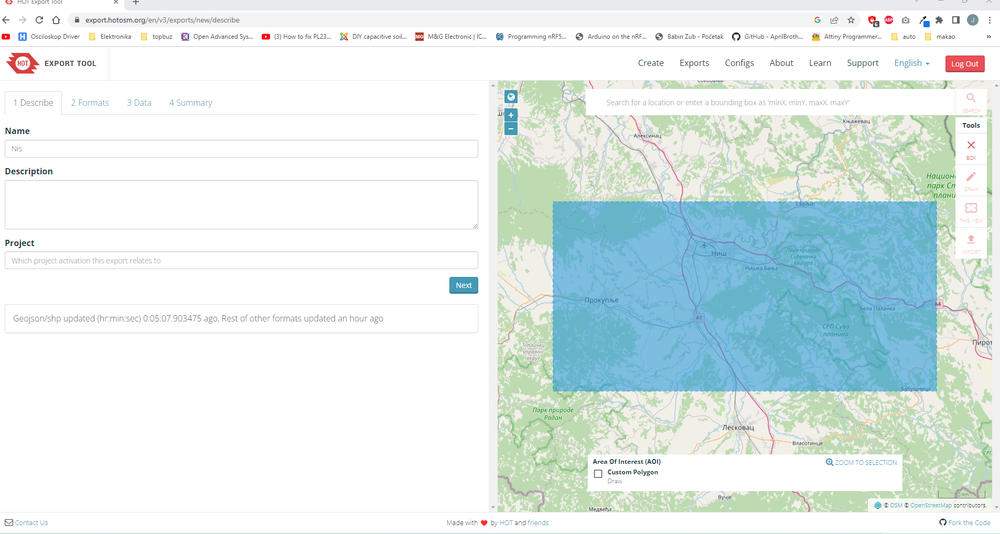 HOT Export Tool
export.hotosm.org/en/v3/exports/new/describe
6
ABP
J
Osciloskop Driver
Elektronika
topbuz
Open Advanced Sys...
(3) How to fix PL23...
DIY capacitive soil...
MG
M&G Electronic | IC...
Programming nRF5...
Arduino on the nRF...
Babin Zub - Početak
GitHub - AprilBroth...
Attiny Programmer...
auto
makao
»
HOT EXPORT TOOL
Create
Exports
Configs
About
Learn
Support
English
Log Out
1 Describe
2 Formats
3 Data
4 Summary
Name
Nis
Description
Project
Which project activation this export relates to
Next
Geojson/shp updated (hr:min:sec) 0:05:07.903475 ago, Rest of other formats updated an hour ago
Сокобања
+
−
Search for a location or enter a bounding box as 'minX, minY, maxX, maxY'
SEARCH
Књажевац
Tools
Алексинац
BOX
Национ
парк Ст
плани
DRAW
Сврљиг
THIS VIEW
IMPORT
Ниш
Парк природе
Сићевачка
клисура
Нишка Бања
Прокупље
A4
Бела Паланка
A1
СРП Сува
планина
Топлички
управни
округ
Пирот
Бабушница
Парк природе
Радан
Лесковац
Власотинце
СРП
Area Of Interest (AOI)
ZOOM TO SELECTION
Custom Polygon
Draw
Вучје
10 km
Медвеђа
© OSM © OpenStreetMap contributors.
Contact Us
Made with ❤ by HOT and friends
Fork the Code